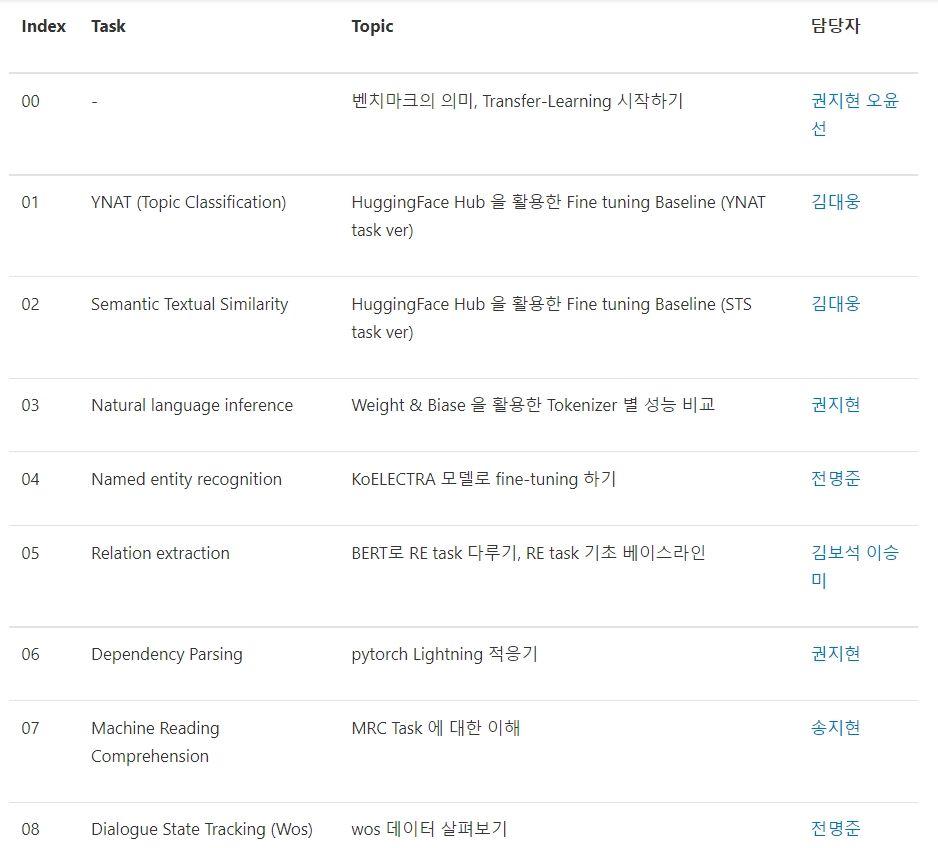 Index Task Topic 담당자
00 - 벤치마크의 의미, Transfer-Learning 시작하기 권지현 오윤
선
01 YNAT (Topic Classification) HuggingFace Hub 을 활용한 Fine tuning Baseline (YNAT 김대웅
task ver)
02 Semantic Textual Similarity HuggingFace Hub 을 활용한 Fine tuning Baseline (STS 김대웅
task ver)
03 Natural language inference Weight & Biase 을 활용한 Tokenizer 별 성능 비교 권지현
04 Named entity recognition KoELECTRA 모델로 fine-tuning 하기 전명준
05 Relation extraction BERT로 RE task 다루기, RE task 기초 베이스라인 김보석 이승
미
06 Dependency Parsing pytorch Lightning 적응기 권지현
07 Machine Reading MRC Task 에 대한 이해 송지현
Comprehension
08 Dialogue State Tracking (Wos) wos 데이터 살펴보기 전명준